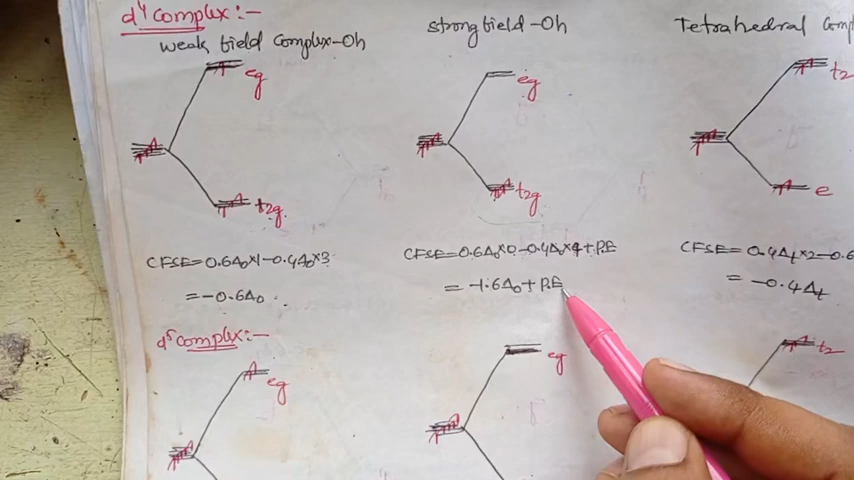 d⁴ complex:-
weak field complex-Oh
strong field-Oh
Tetrahedral Comp
eg
t₂g
eg
t₂g
t₂
e
CFSE=0.6Δ₀×1-0.4Δ₀×3
=-0.6Δ₀
CFSE=0.6Δ₀×0-0.4Δ₀×4+P.E
= -1.6Δ₀+P.E
CFSE= 0.4Δt×2-0.6
= -0.4Δt
d⁵ complex:-
eg
eg
t₂